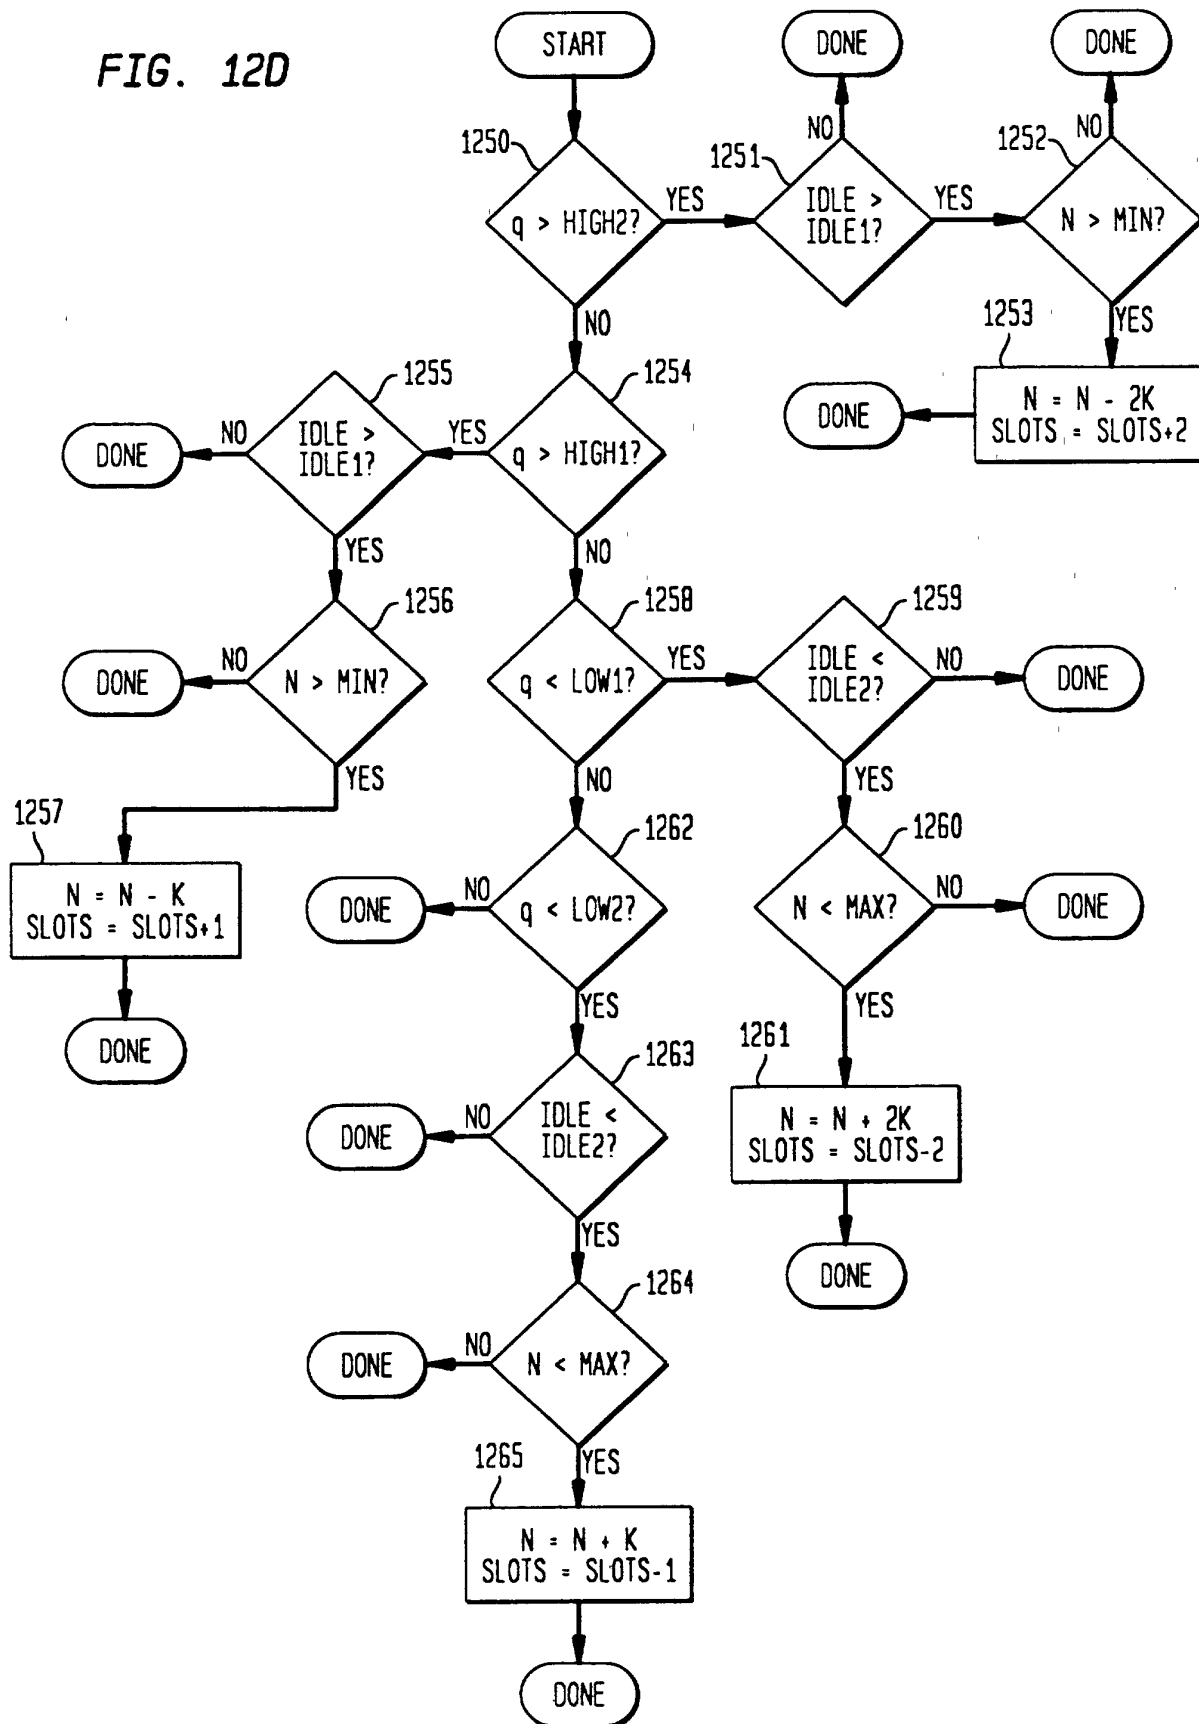 FIG. 12D
START
DONE
DONE
1250
1251
1252
NO
NO
q > HIGH2?
YES
IDLE >
IDLE1?
YES
N > MIN?
NO
YES
1253
N = N - 2K
SLOTS = SLOTS+2
DONE
1255
1254
IDLE >
IDLE1?
NO
DONE
YES
q > HIGH1?
YES
NO
1256
1258
1259
DONE
NO
N > MIN?
q < LOW1?
YES
IDLE <
IDLE2?
NO
DONE
YES
NO
YES
1257
1262
1260
N = N - K
SLOTS = SLOTS+1
DONE
NO
q < LOW2?
N < MAX?
NO
DONE
DONE
YES
YES
1263
1261
DONE
NO
IDLE <
IDLE2?
N = N + 2K
SLOTS = SLOTS-2
YES
1264
DONE
DONE
NO
N < MAX?
YES
1265
N = N + K
SLOTS = SLOTS-1
DONE